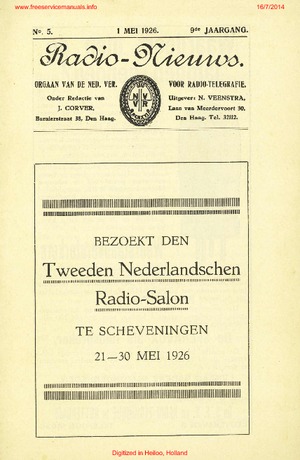 www.freeservicemanuals.info 16/7/2014
No. 5. 1 MEI 1926. 9de JAARGANG.
Radio-Nieuws.
ORGAAN VAN DE NED. VER. VOOR RADIO-TELEGRAFIE.
Onder Redactie van
J. CORVER,
Burnierstraat 38, Den Haag.
Uitgever: N. VEENSTRA,
Laan van Meerdervoort 30,
Den Haag. Tel. 32112.
BEZOEKT DEN
Tweeden Nederlandschen
Radio-Salon
TE SCHEVENINGEN
21—30 MEI 1926
Digitized in Heiloo, Holland